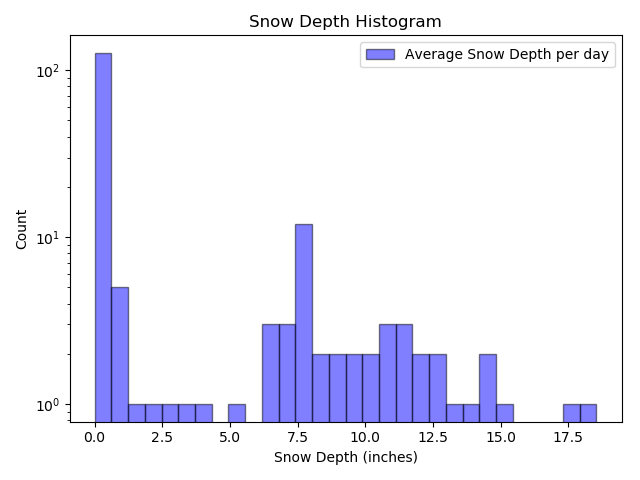 Snow Depth Histogram
Average Snow Depth per day
10²
10¹
10⁰
Count
0.0 2.5 5.0 7.5 10.0 12.5 15.0 17.5
Snow Depth (inches)